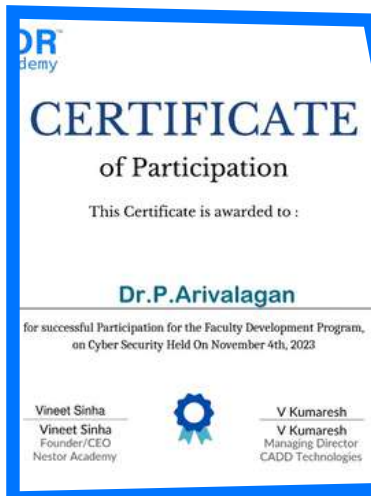 OR™
demy
CERTIFICATE
of Participation
This Certificate is awarded to :
Dr.P.Arivalagan
for successful Participation for the Faculty Development Program,
on Cyber Security Held On November 4th, 2023
Vineet Sinha
Vineet Sinha
Founder/CEO
Nestor Academy
V Kumaresh
V Kumaresh
Managing Director
CADD Technologies